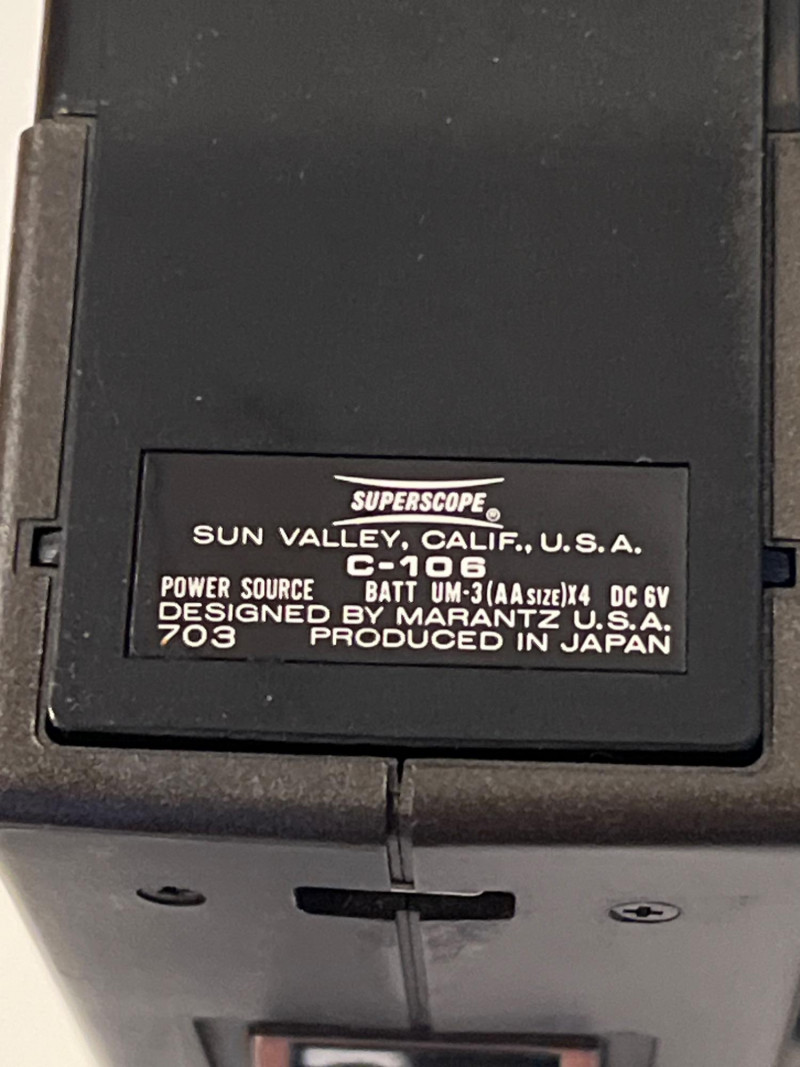 SUPERSCOPE®
SUN VALLEY, CALIF., U.S.A.
C-106
POWER SOURCE BATT UM-3(AA SIZE)X4 DC 6V
DESIGNED BY MARANTZ U.S.A.
703 PRODUCED IN JAPAN